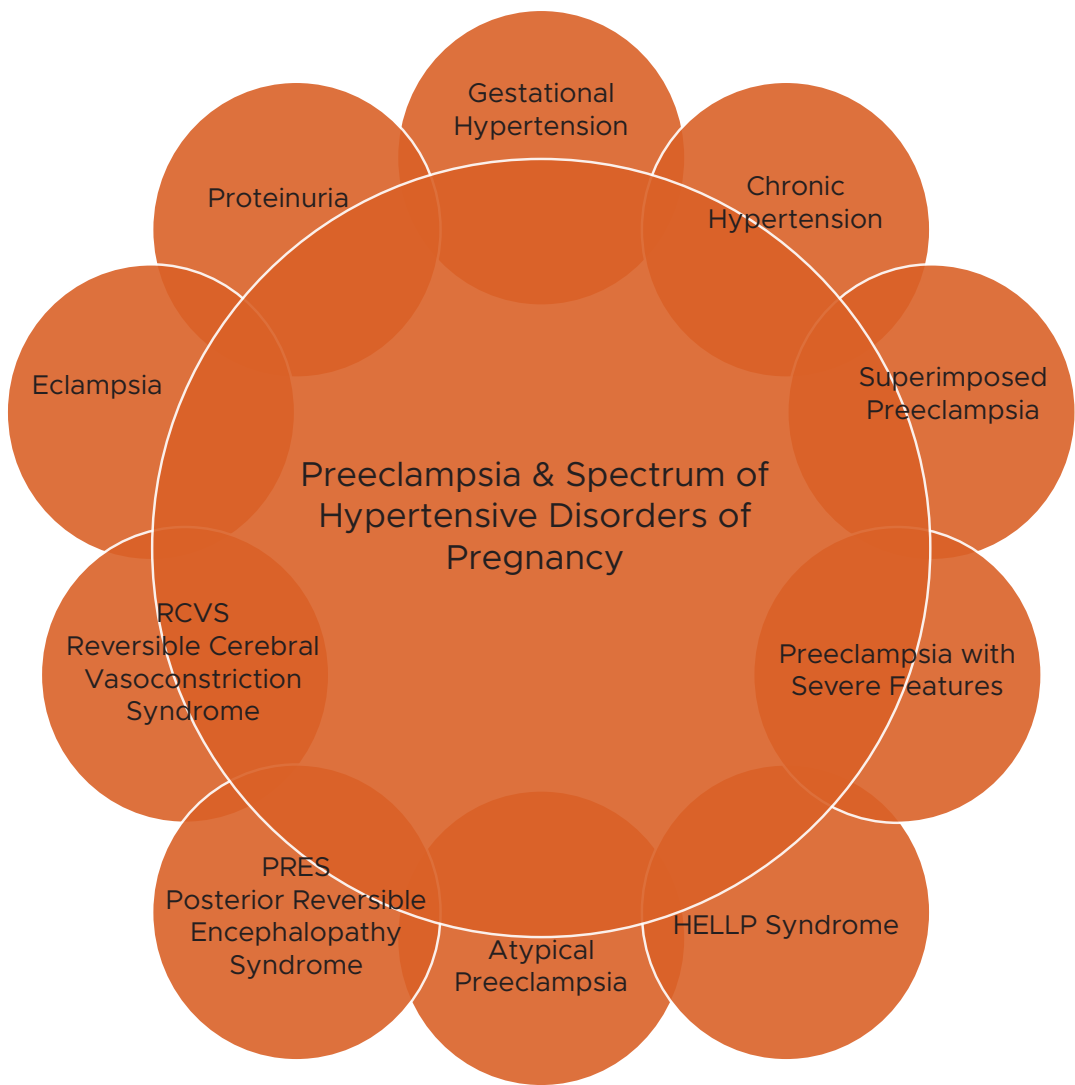 Gestational
Hypertension
Chronic
Hypertension
Proteinuria
Superimposed
Preeclampsia
Eclampsia
Preeclampsia & Spectrum of
Hypertensive Disorders of
Pregnancy
RCVS
Reversible Cerebral
Vasoconstriction
Syndrome
Preeclampsia with
Severe Features
PRES
Posterior Reversible
Encephalopathy
Syndrome
Atypical
Preeclampsia
HELLP Syndrome